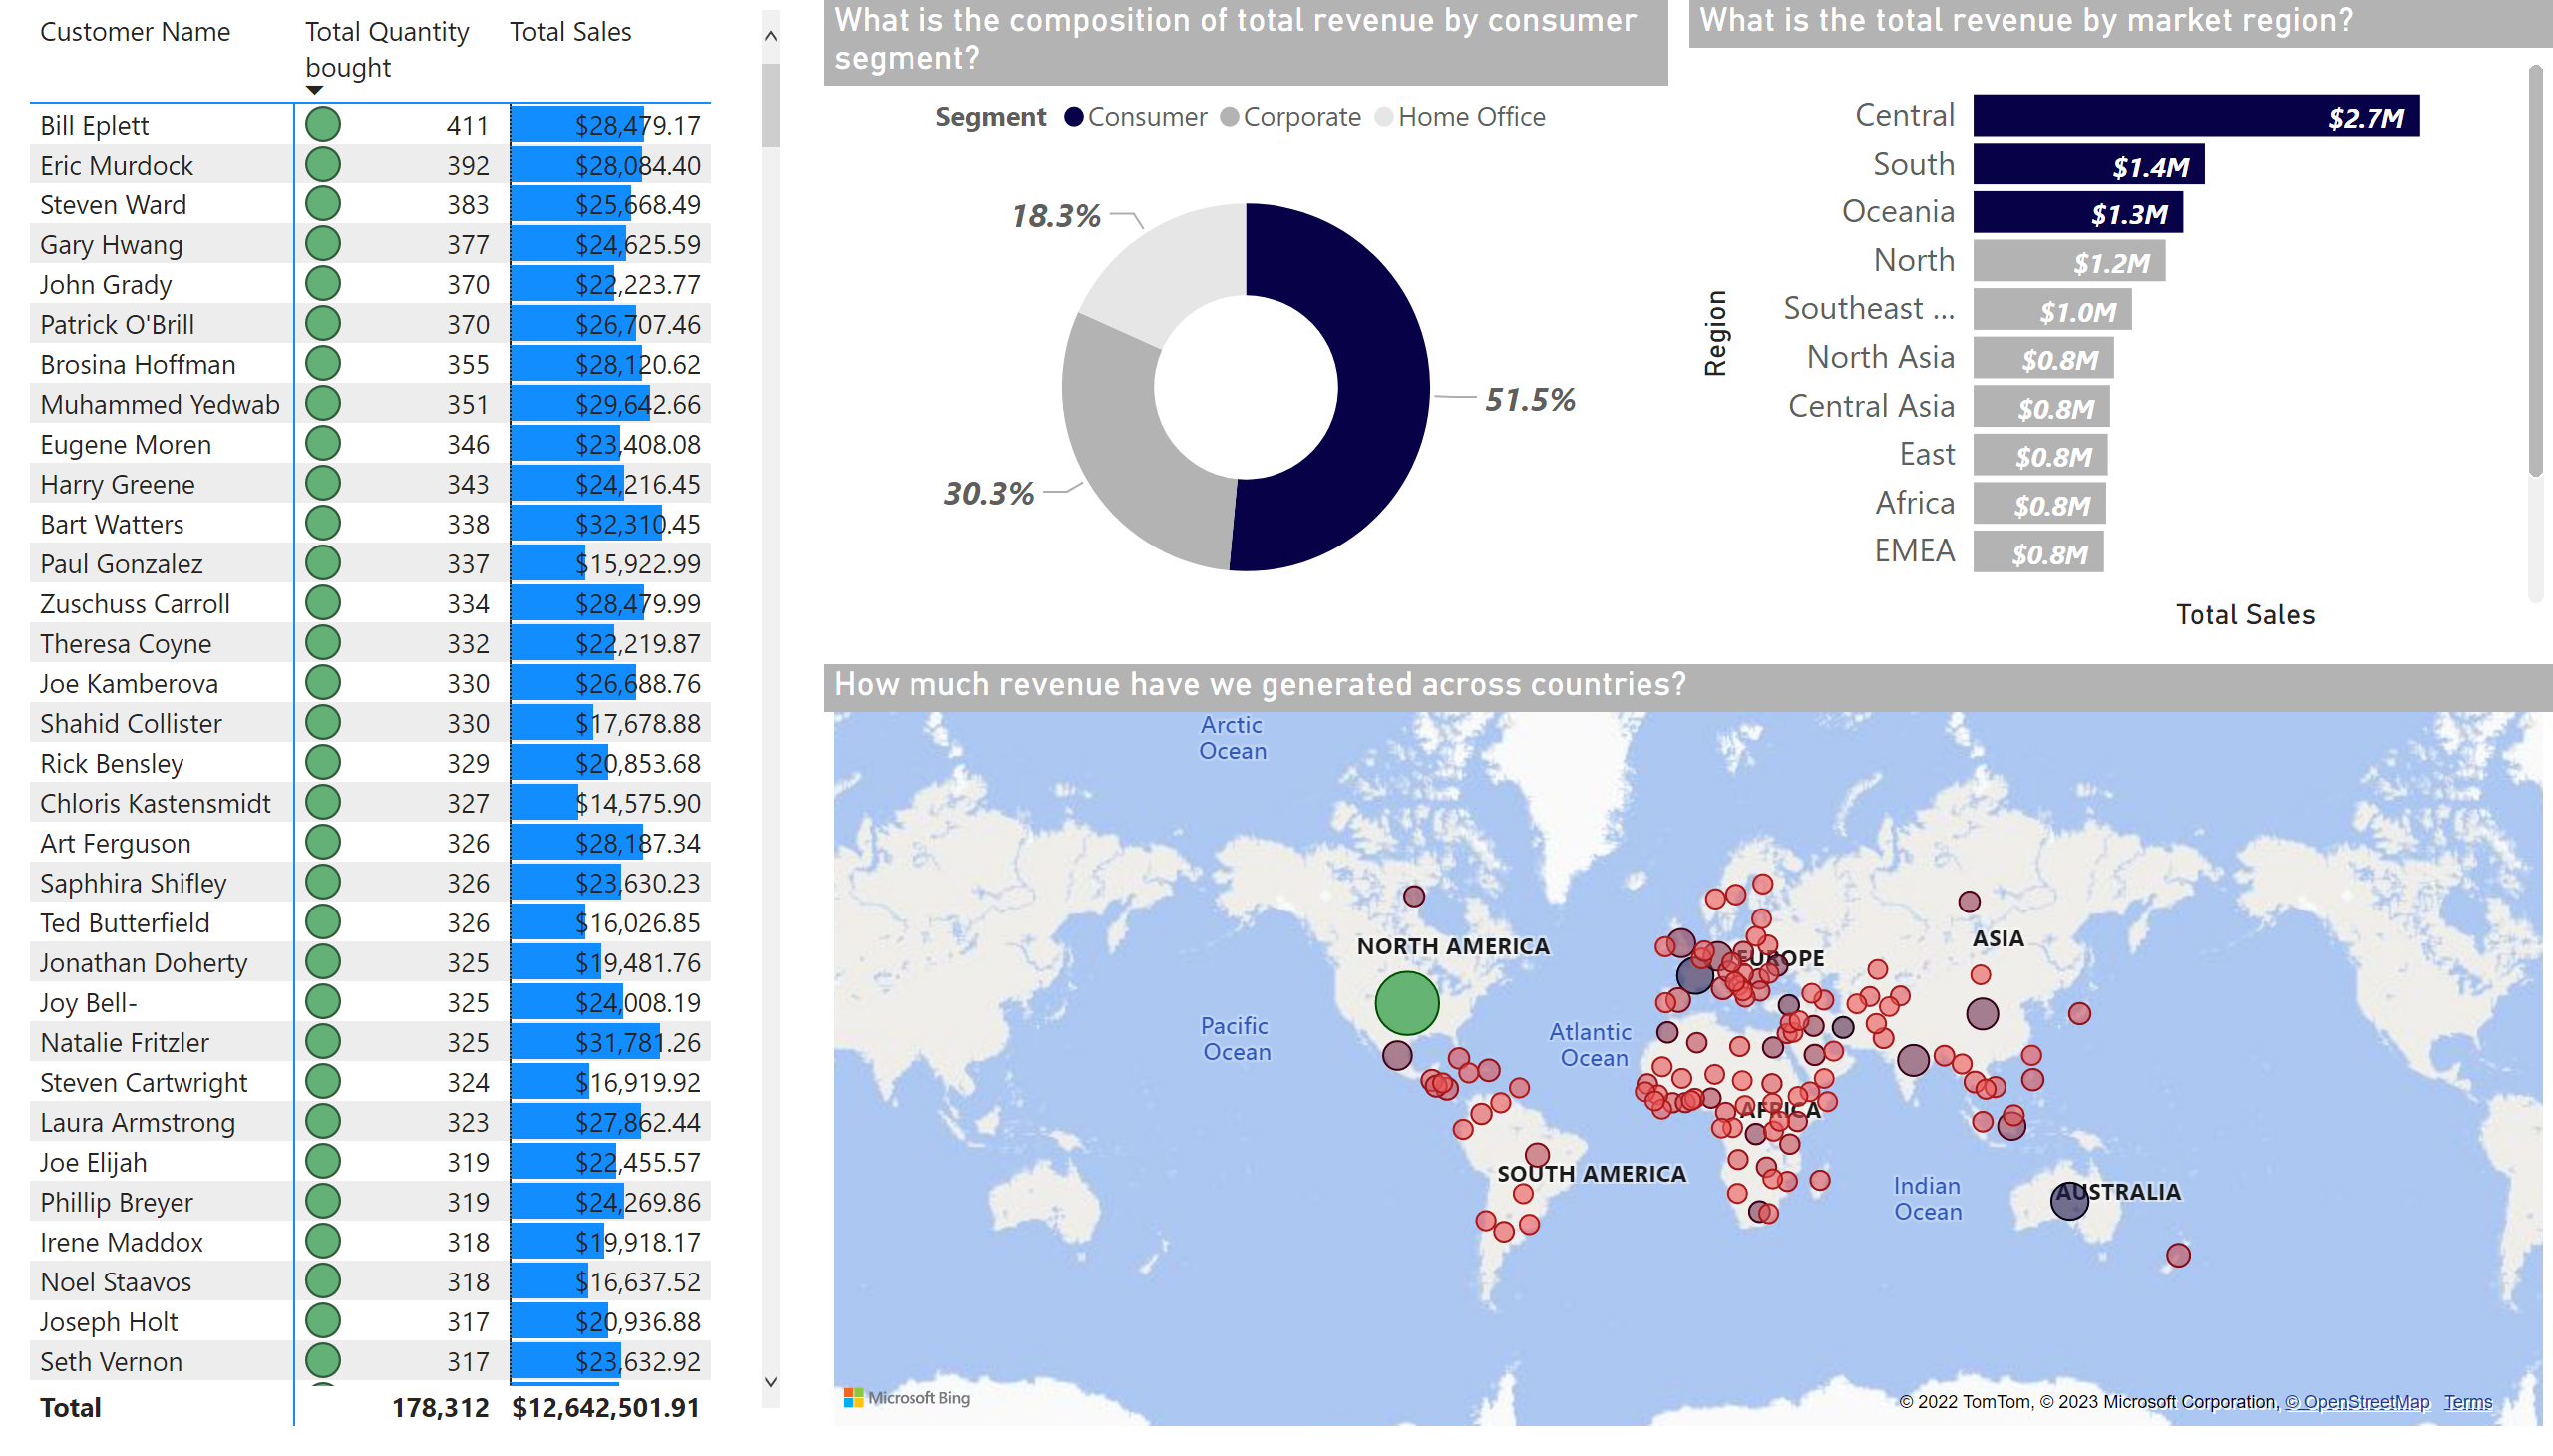 Customer Name Total Quantity bought Total Sales
Bill Eplett 411 $28,479.17
Eric Murdock 392 $28,084.40
Steven Ward 383 $25,668.49
Gary Hwang 377 $24,625.59
John Grady 370 $22,223.77
Patrick O'Brill 370 $26,707.46
Brosina Hoffman 355 $28,120.62
Muhammed Yedwab 351 $29,642.66
Eugene Moren 346 $23,408.08
Harry Greene 343 $24,216.45
Bart Watters 338 $32,310.45
Paul Gonzalez 337 $15,922.99
Zuschuss Carroll 334 $28,479.99
Theresa Coyne 332 $22,219.87
Joe Kamberova 330 $26,688.76
Shahid Collister 330 $17,678.88
Rick Bensley 329 $20,853.68
Chloris Kastensmidt 327 $14,575.90
Art Ferguson 326 $28,187.34
Saphhira Shifley 326 $23,630.23
Ted Butterfield 326 $16,026.85
Jonathan Doherty 325 $19,481.76
Joy Bell- 325 $24,008.19
Natalie Fritzler 325 $31,781.26
Steven Cartwright 324 $16,919.92
Laura Armstrong 323 $27,862.44
Joe Elijah 319 $22,455.57
Phillip Breyer 319 $24,269.86
Irene Maddox 318 $19,918.17
Noel Staavos 318 $16,637.52
Joseph Holt 317 $20,936.88
Seth Vernon 317 $23,632.92
Total 178,312 $12,642,501.91
What is the composition of total revenue by consumer
segment?
Segment Consumer Corporate Home Office
18.3%
51.5%
30.3%
What is the total revenue by market region?
Region
Central $2.7M
South $1.4M
Oceania $1.3M
North $1.2M
Southeast ... $1.0M
North Asia $0.8M
Central Asia $0.8M
East $0.8M
Africa $0.8M
EMEA $0.8M
Total Sales
How much revenue have we generated across countries?
Arctic
Ocean
NORTH AMERICA
EUROPE
ASIA
Pacific
Ocean
Atlantic
Ocean
AFRICA
SOUTH AMERICA
Indian
Ocean
AUSTRALIA
Microsoft Bing
© 2022 TomTom, © 2023 Microsoft Corporation, © OpenStreetMap Terms